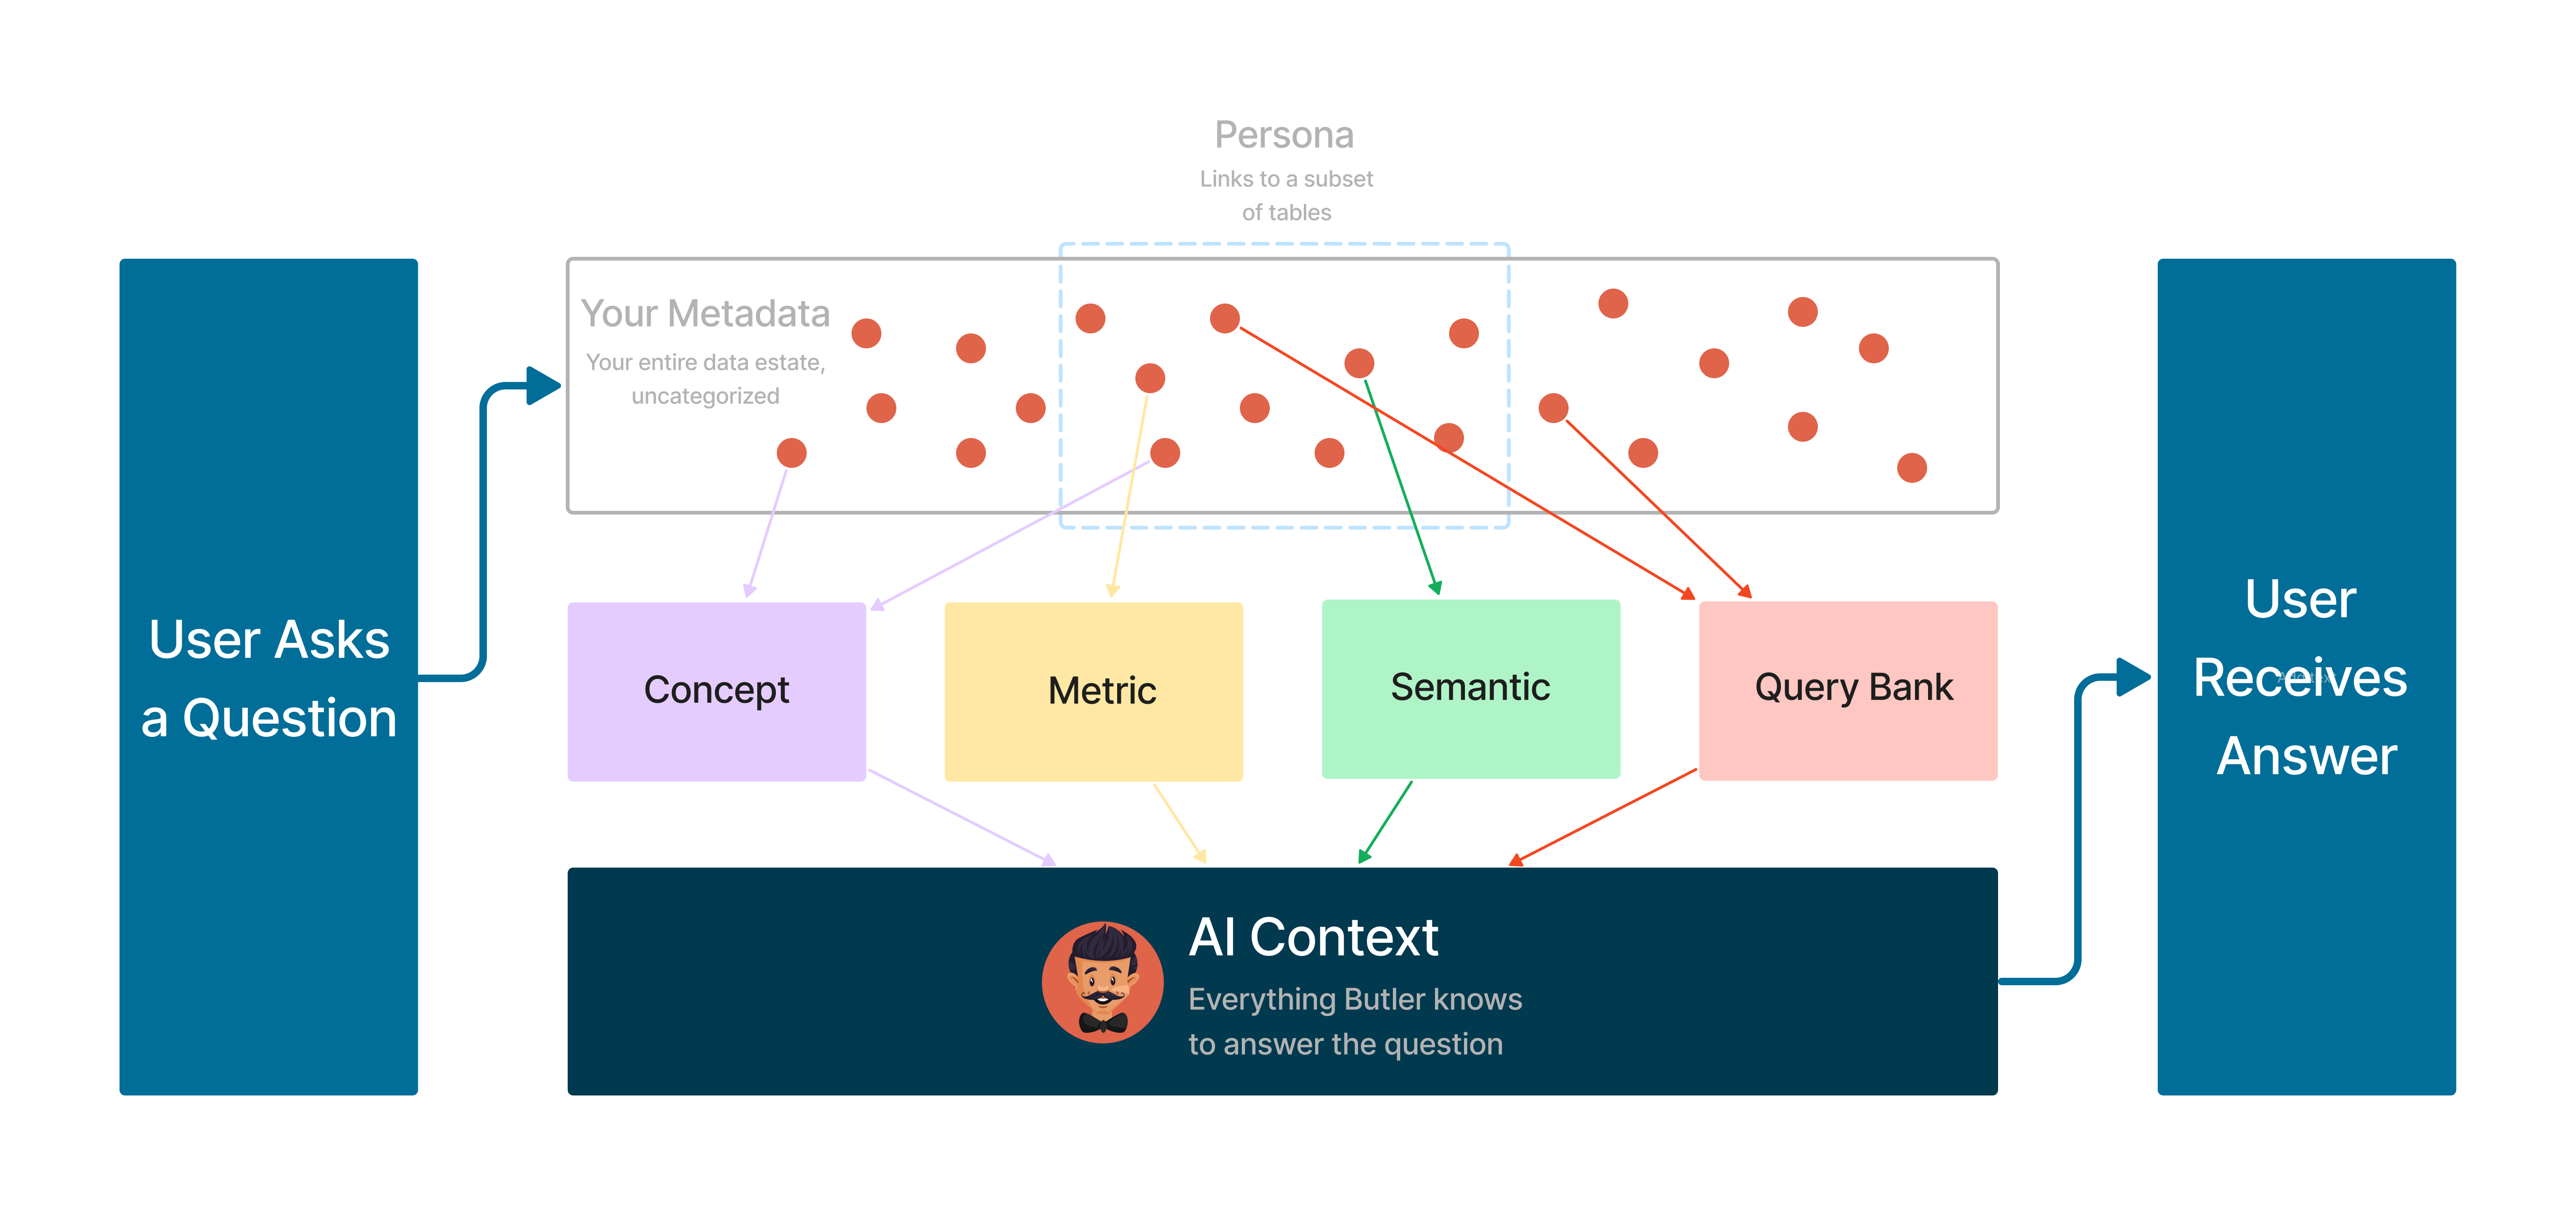 Persona
Links to a subset
of tables
Your Metadata
Your entire data estate,
uncategorized
User Asks
a Question
Concept
Metric
Semantic
Query Bank
AI Context
Everything Butler knows
to answer the question
User
Receives
Answer